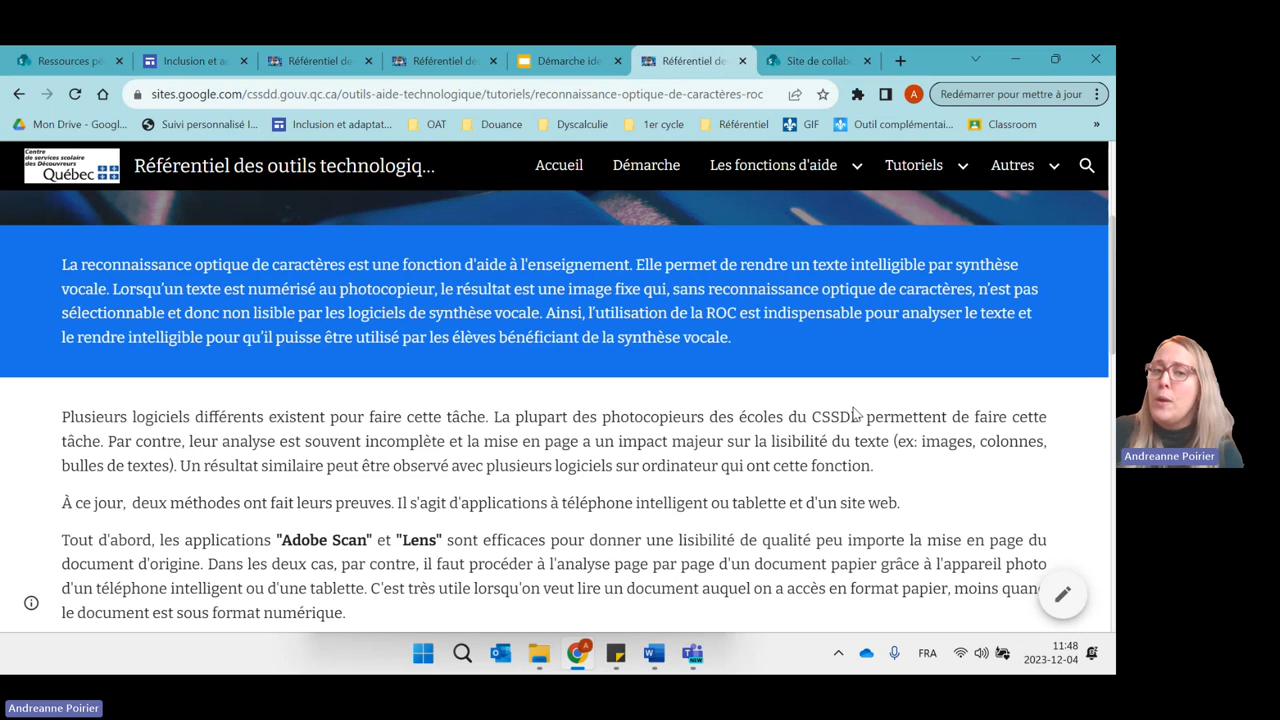 Ressources pé
Inclusion et ac
Référentiel de
Référentiel des
Démarche ide
Référentiel de
Site de collab
sites.google.com/cssdd.gouv.qc.ca/outils-aide-technologique/tutoriels/reconnaissance-optique-de-caractères-roc
A
Redémarrer pour mettre à jour
Mon Drive - Googl...
Suivi personnalisé I...
Inclusion et adaptat...
OAT
Douance
Dyscalculie
1er cycle
Référentiel
GIF
Outil complémentai...
Classroom
»
Centre
de services scolaire
des Découvreurs
Québec
Référentiel des outils technologiq...
Accueil
Démarche
Les fonctions d'aide
Tutoriels
Autres
La reconnaissance optique de caractères est une fonction d'aide à l'enseignement. Elle permet de rendre un texte intelligible par synthèse
vocale. Lorsqu'un texte est numérisé au photocopieur, le résultat est une image fixe qui, sans reconnaissance optique de caractères, n'est pas
sélectionnable et donc non lisible par les logiciels de synthèse vocale. Ainsi, l'utilisation de la ROC est indispensable pour analyser le texte et
le rendre intelligible pour qu'il puisse être utilisé par les élèves bénéficiant de la synthèse vocale.
Plusieurs logiciels différents existent pour faire cette tâche. La plupart des photocopieurs des écoles du CSSDD permettent de faire cette
tâche. Par contre, leur analyse est souvent incomplète et la mise en page a un impact majeur sur la lisibilité du texte (ex: images, colonnes,
bulles de textes). Un résultat similaire peut être observé avec plusieurs logiciels sur ordinateur qui ont cette fonction.
À ce jour, deux méthodes ont fait leurs preuves. Il s'agit d'applications à téléphone intelligent ou tablette et d'un site web.
Tout d'abord, les applications "Adobe Scan" et "Lens" sont efficaces pour donner une lisibilité de qualité peu importe la mise en page du
document d'origine. Dans les deux cas, par contre, il faut procéder à l'analyse page par page d'un document papier grâce à l'appareil photo
d'un téléphone intelligent ou d'une tablette. C'est très utile lorsqu'on veut lire un document auquel on a accès en format papier, moins quand
le document est sous format numérique.
Andreanne Poirier
A
NEW
FRA
11:48
2023-12-04
Andreanne Poirier